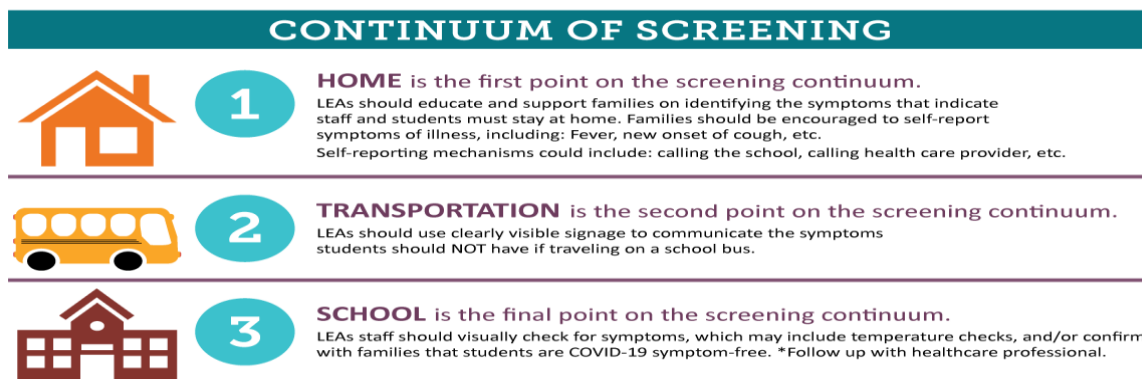 CONTINUUM OF SCREENING
1
HOME is the first point on the screening continuum.
LEAs should educate and support families on identifying the symptoms that indicate
staff and students must stay at home. Families should be encouraged to self-report
symptoms of illness, including: Fever, new onset of cough, etc.
Self-reporting mechanisms could include: calling the school, calling health care provider, etc.
2
TRANSPORTATION is the second point on the screening continuum.
LEAs should use clearly visible signage to communicate the symptoms
students should NOT have if traveling on a school bus.
3
SCHOOL is the final point on the screening continuum.
LEAs staff should visually check for symptoms, which may include temperature checks, and/or confirm
with families that students are COVID-19 symptom-free. *Follow up with healthcare professional.